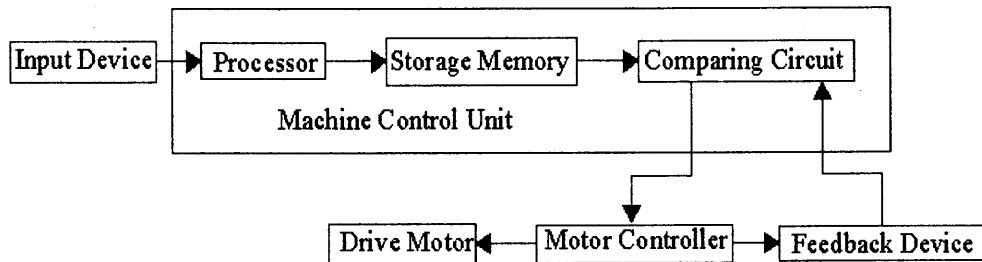 Input Device
Processor
Storage Memory
Comparing Circuit
Machine Control Unit
Drive Motor
Motor Controller
Feedback Device